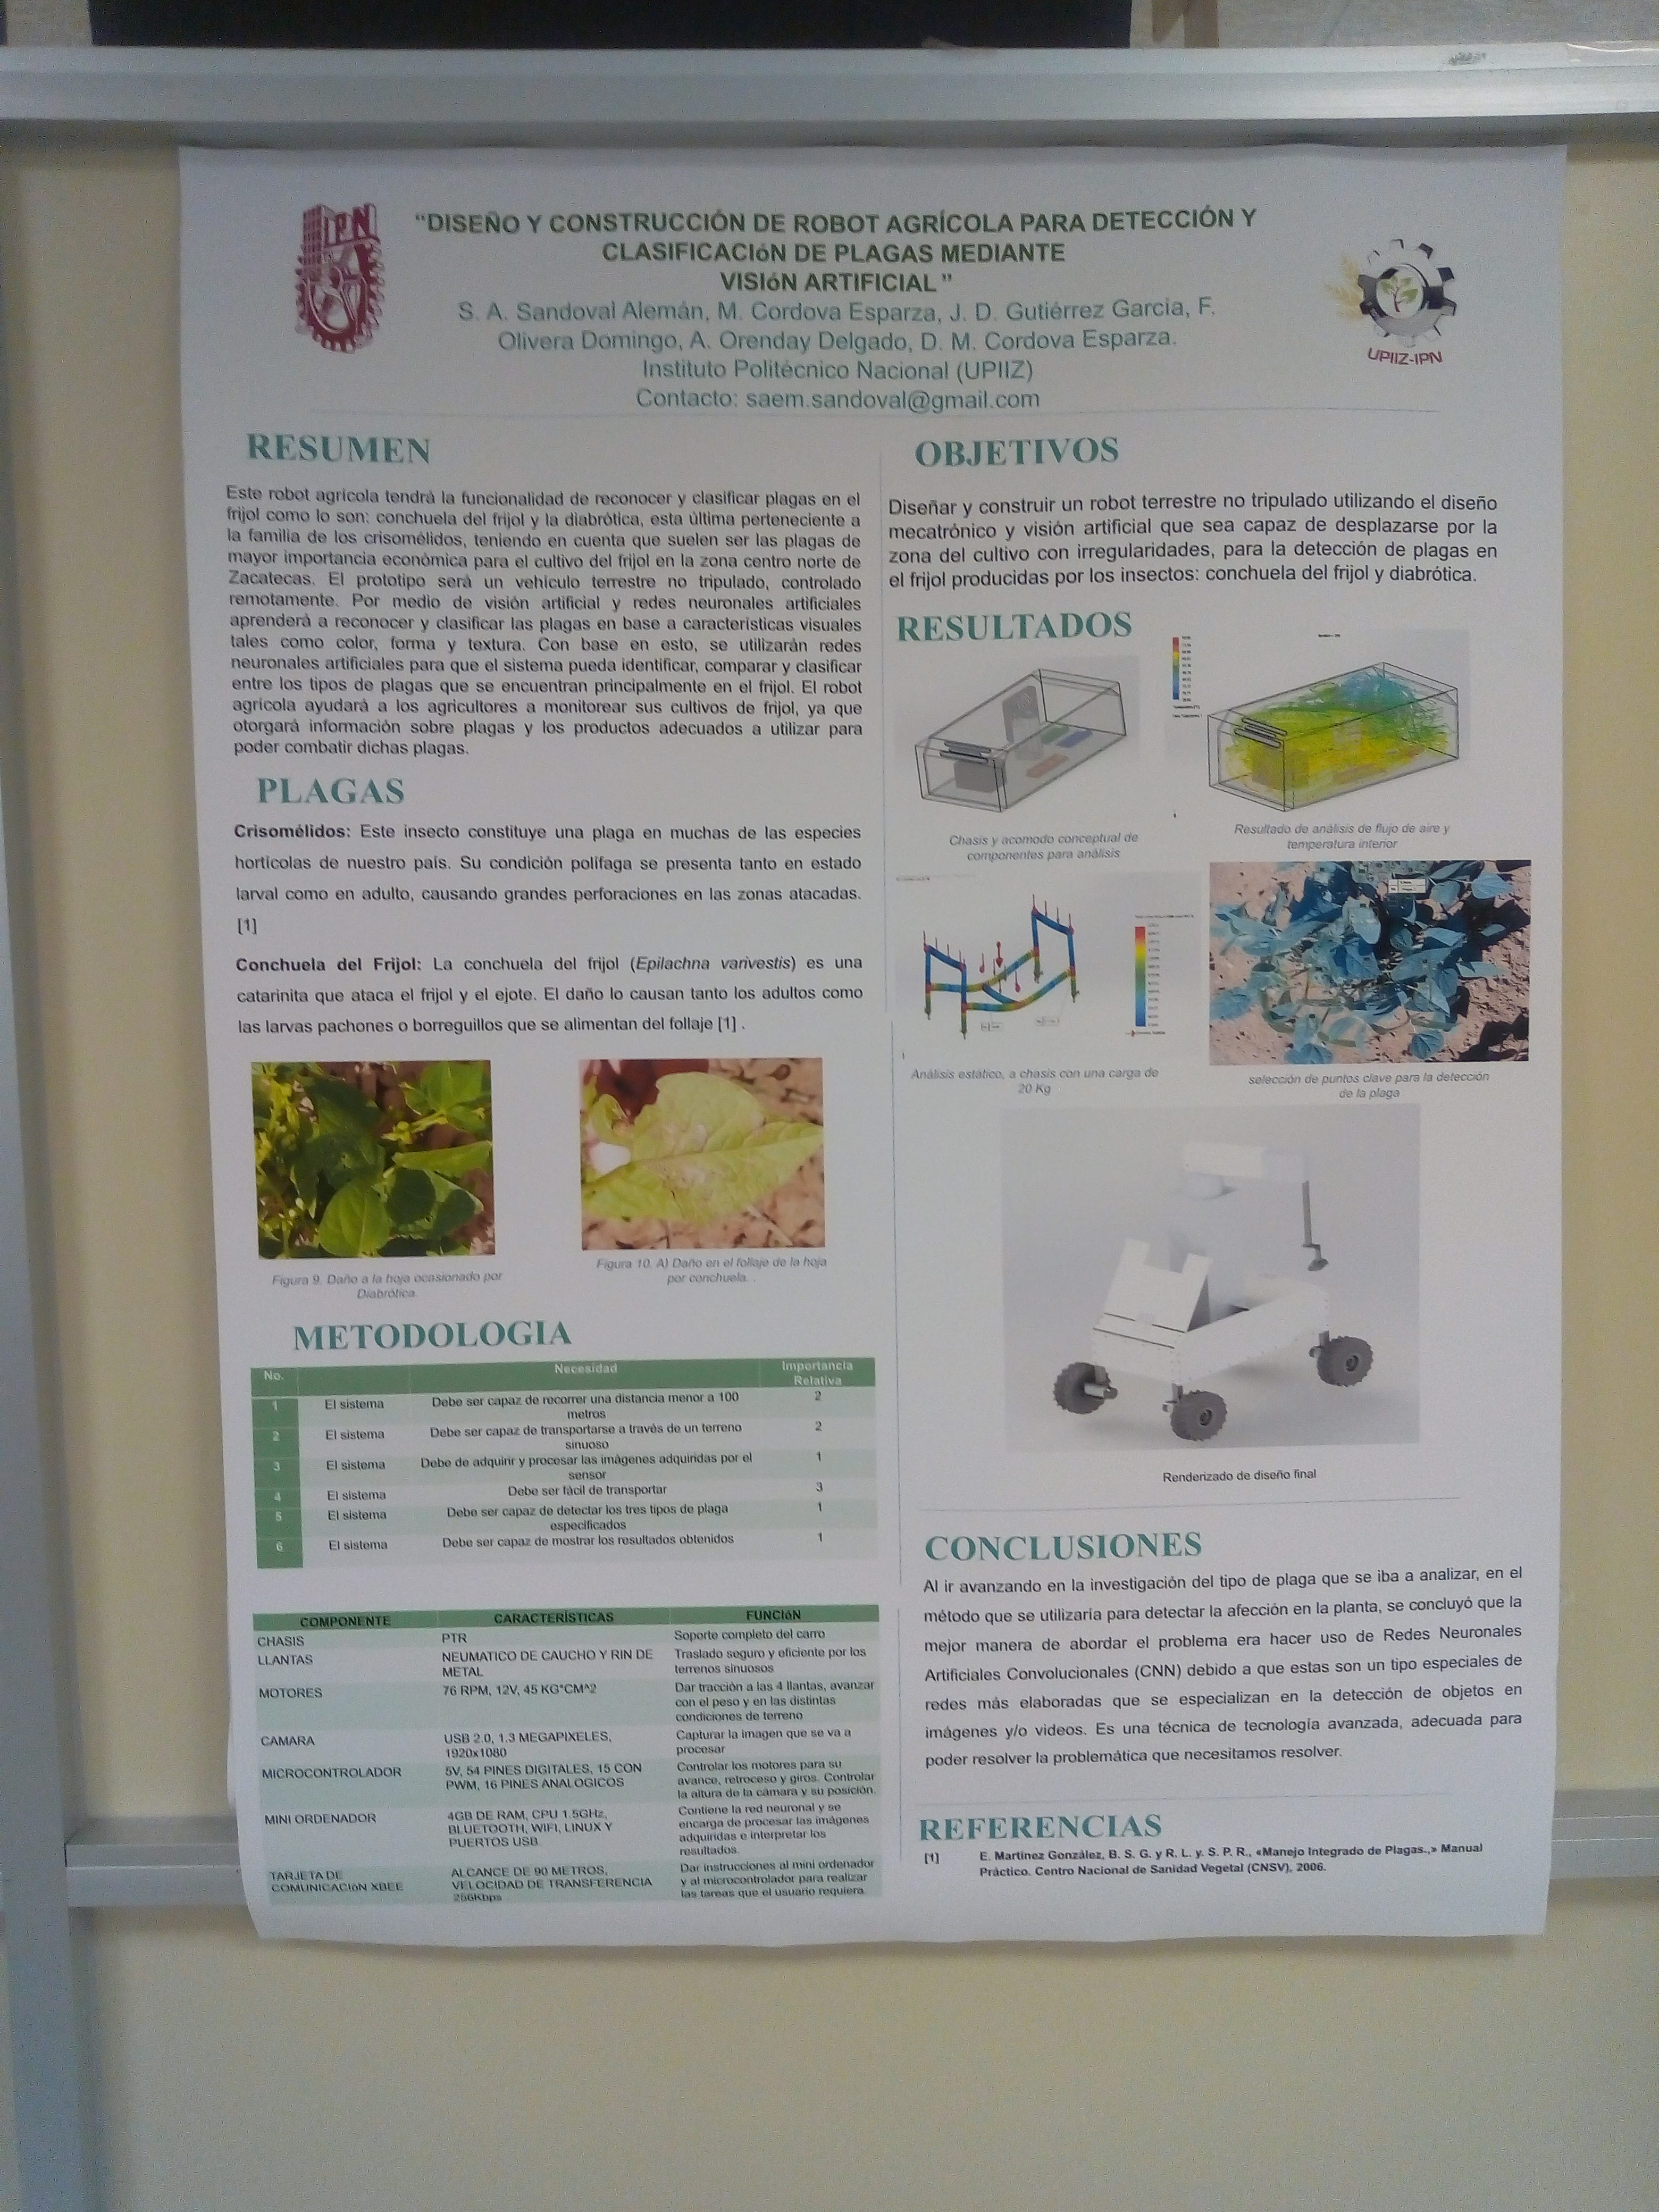 IPN
"DISEÑO Y CONSTRUCCIÓN DE ROBOT AGRÍCOLA PARA DETECCIÓN Y
CLASIFICACIóN DE PLAGAS MEDIANTE
VISIóN ARTIFICIAL "
S. A. Sandoval Alemán, M. Cordova Esparza, J. D. Gutiérrez García, F.
Olivera Domingo, A. Orenday Delgado, D. M. Cordova Esparza.
Instituto Politécnico Nacional (UPIIZ)
Contacto: saem.sandoval@gmail.com
UPIIZ-IPN
RESUMEN
Este robot agrícola tendrá la funcionalidad de reconocer y clasificar plagas en el
frijol como lo son: conchuela del frijol y la diabrótica, esta última perteneciente a
la familia de los crisomélidos, teniendo en cuenta que suelen ser las plagas de
mayor importancia económica para el cultivo del frijol en la zona centro norte de
Zacatecas. El prototipo será un vehículo terrestre no tripulado, controlado
remotamente. Por medio de visión artificial y redes neuronales artificiales
aprenderá a reconocer y clasificar las plagas en base a características visuales
tales como color, forma y textura. Con base en esto, se utilizarán redes
neuronales artificiales para que el sistema pueda identificar, comparar y clasificar
entre los tipos de plagas que se encuentran principalmente en el frijol. El robot
agrícola ayudará a los agricultores a monitorear sus cultivos de frijol, ya que
otorgará información sobre plagas y los productos adecuados a utilizar para
poder combatir dichas plagas.
PLAGAS
Crisomélidos: Este insecto constituye una plaga en muchas de las especies
hortícolas de nuestro país. Su condición polífaga se presenta tanto en estado
larval como en adulto, causando grandes perforaciones en las zonas atacadas.
[1]
Conchuela del Frijol: La conchuela del frijol (Epilachna varivestis) es una
catarinita que ataca el frijol y el ejote. El daño lo causan tanto los adultos como
las larvas pachones o borreguillos que se alimentan del follaje [1] .
Figura 9. Daño a la hoja ocasionado por
Diabrótica.
Figura 10. A) Daño en el follaje de la hoja
por conchuela. .
METODOLOGIA
No. Necesidad Importancia
Relativa
1 El sistema Debe ser capaz de recorrer una distancia menor a 100
metros 2
2 El sistema Debe ser capaz de transportarse a través de un terreno
sinuoso 2
3 El sistema Debe de adquirir y procesar las imágenes adquiridas por el
sensor 1
4 El sistema Debe ser fácil de transportar 3
5 El sistema Debe ser capaz de detectar los tres tipos de plaga
especificados 1
6 El sistema Debe ser capaz de mostrar los resultados obtenidos 1
COMPONENTE CARACTERÍSTICAS FUNCIóN
CHASIS PTR Soporte completo del carro
LLANTAS NEUMATICO DE CAUCHO Y RIN DE
METAL Traslado seguro y eficiente por los
terrenos sinuosos
MOTORES 76 RPM, 12V, 45 KG*CM^2 Dar tracción a las 4 llantas, avanzar
con el peso y en las distintas
condiciones de terreno
CAMARA USB 2.0, 1.3 MEGAPIXELES,
1920x1080 Capturar la imagen que se va a
procesar
MICROCONTROLADOR 5V, 54 PINES DIGITALES, 15 CON
PWM, 16 PINES ANALOGICOS Controlar los motores para su
avance, retroceso y giros. Controlar
la altura de la cámara y su posición.
MINI ORDENADOR 4GB DE RAM, CPU 1.5GHz,
BLUETOOTH, WIFI, LINUX Y
PUERTOS USB Contiene la red neuronal y se
encarga de procesar las imágenes
adquiridas e interpretar los
resultados.
TARJETA DE
COMUNICACIóN XBEE ALCANCE DE 90 METROS,
VELOCIDAD DE TRANSFERENCIA
256Kbps Dar instrucciones al mini ordenador
y al microcontrolador para realizar
las tareas que el usuario requiera.
OBJETIVOS
Diseñar y construir un robot terrestre no tripulado utilizando el diseño
mecatrónico y visión artificial que sea capaz de desplazarse por la
zona del cultivo con irregularidades, para la detección de plagas en
el frijol producidas por los insectos: conchuela del frijol y diabrótica.
RESULTADOS
Chasis y acomodo conceptual de
componentes para análisis
Resultado de análisis de flujo de aire y
temperatura interior
Análisis estático, a chasis con una carga de
20 Kg
selección de puntos clave para la detección
de la plaga
Renderizado de diseño final
CONCLUSIONES
Al ir avanzando en la investigación del tipo de plaga que se iba a analizar, en el
método que se utilizaría para detectar la afección en la planta, se concluyó que la
mejor manera de abordar el problema era hacer uso de Redes Neuronales
Artificiales Convolucionales (CNN) debido a que estas son un tipo especiales de
redes más elaboradas que se especializan en la detección de objetos en
imágenes y/o videos. Es una técnica de tecnología avanzada, adecuada para
poder resolver la problemática que necesitamos resolver.
REFERENCIAS
[1] E. Martínez González, B. S. G. y R. L. y. S. P. R., «Manejo Integrado de Plagas.,» Manual
Práctico. Centro Nacional de Sanidad Vegetal (CNSV), 2006.